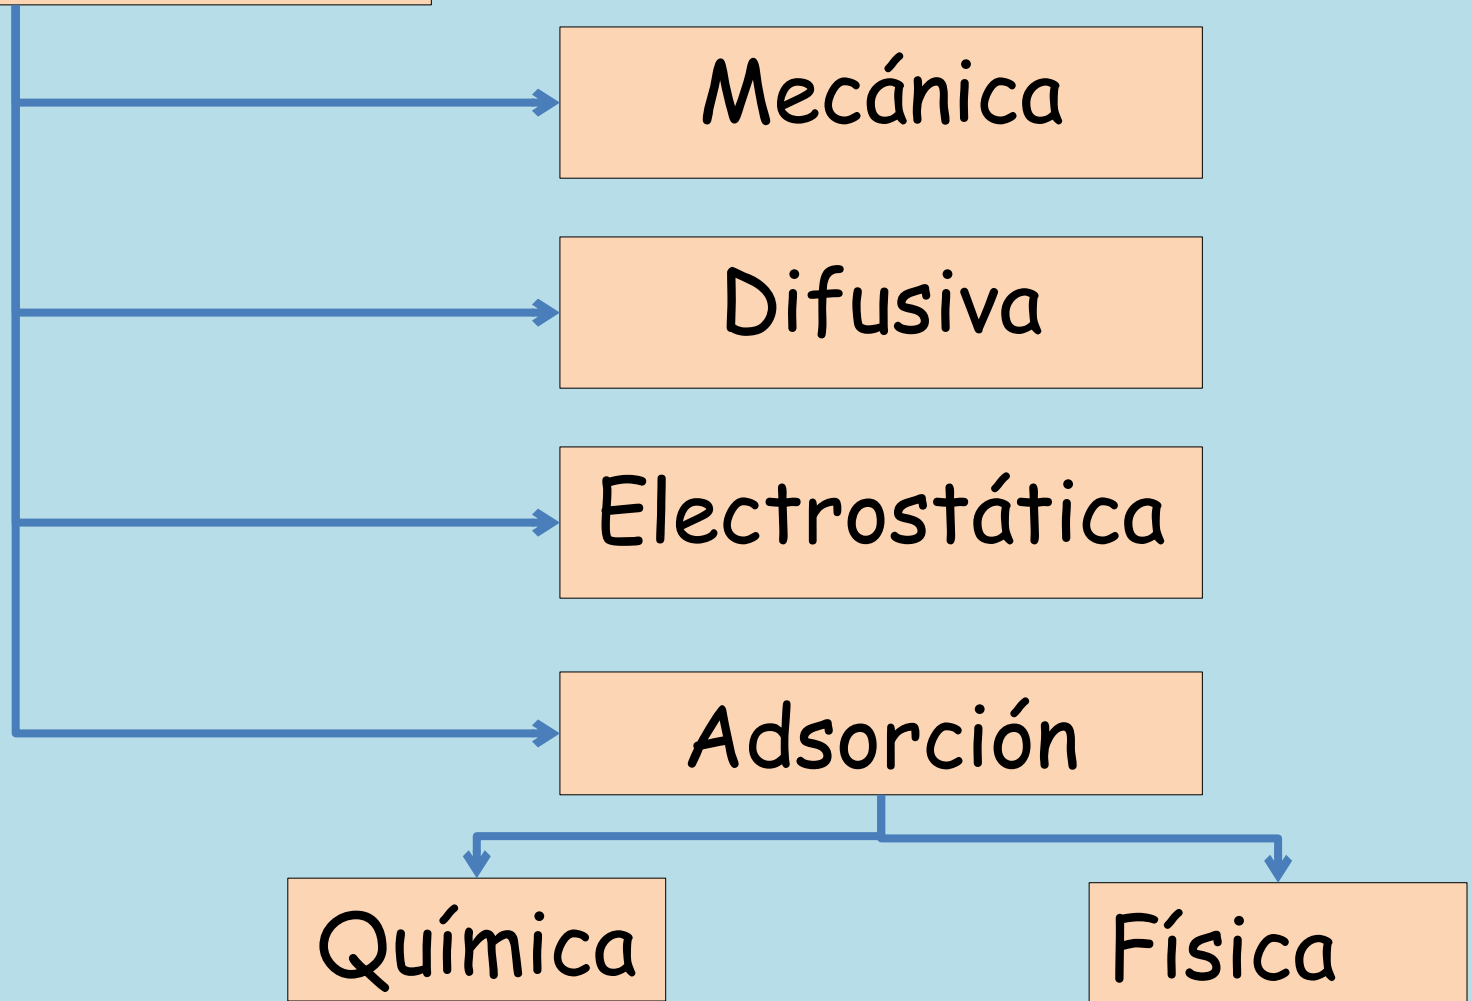 Mecánica
Difusiva
Electrostática
Adsorción
Química
Física